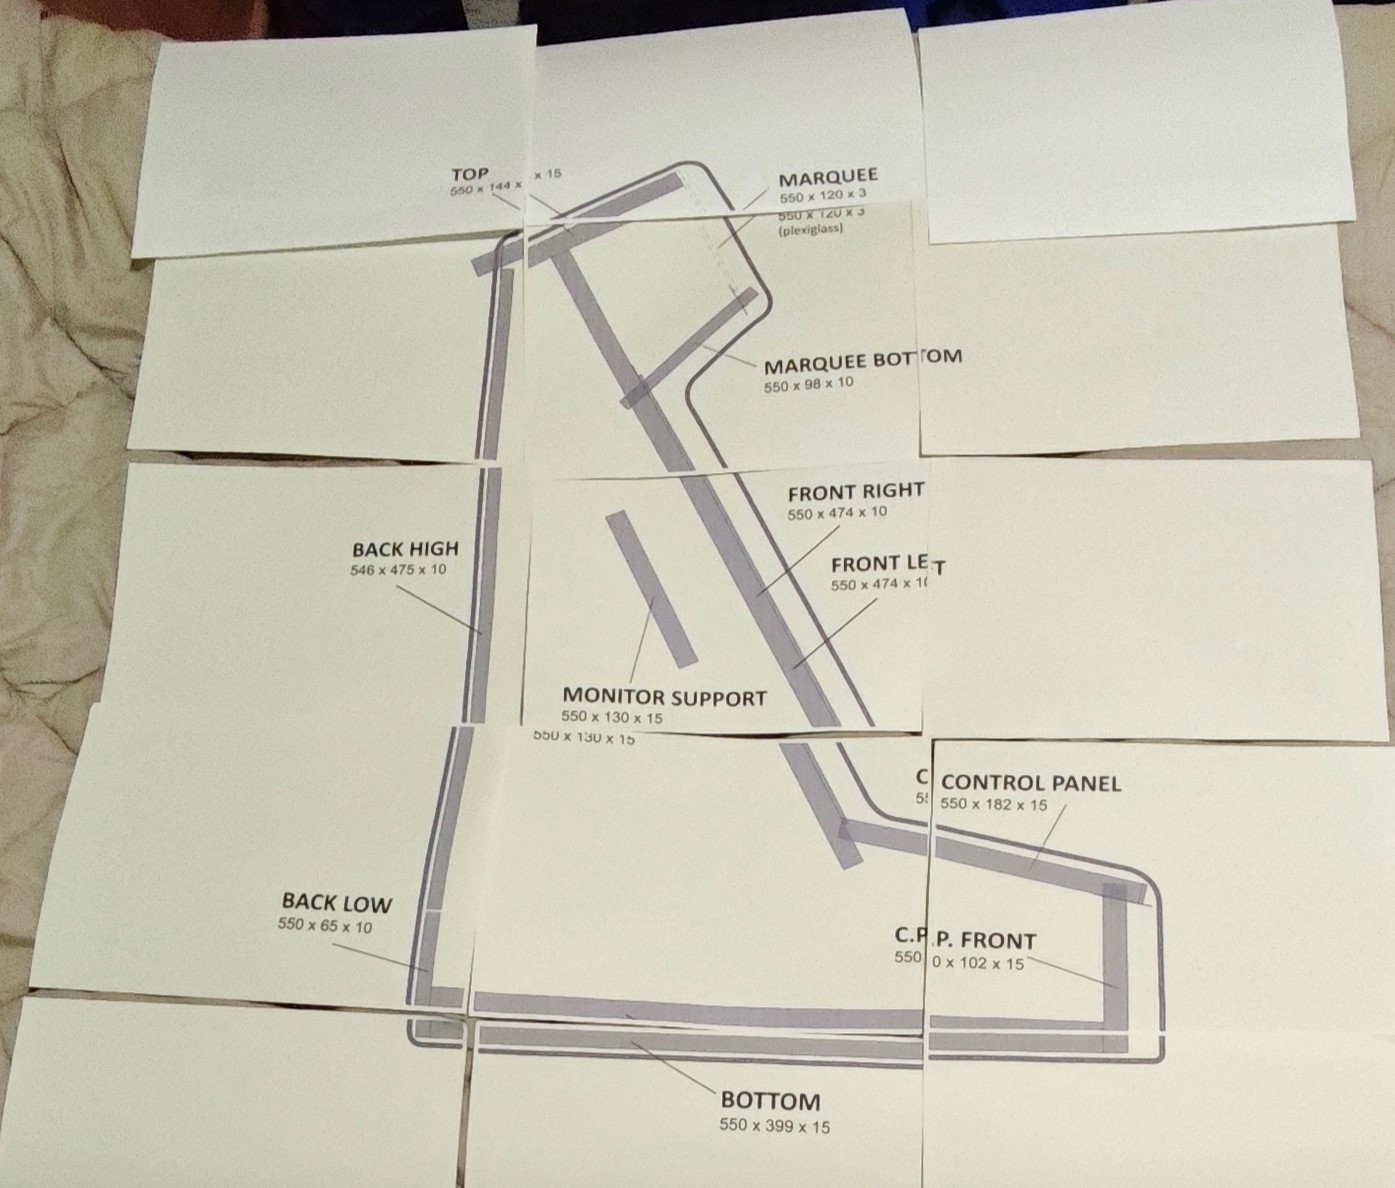 TOP
550 x 144 x x 15
MARQUEE
550 x 120 x 3
550 x 120 x 3
(plexiglass)
MARQUEE BOTTOM
550 x 98 x 10
FRONT RIGHT
550 x 474 x 10
BACK HIGH
546 x 475 x 10
FRONT LE T
550 x 474 x 1(
MONITOR SUPPORT
550 x 130 x 15
550 x 130 x 15
C CONTROL PANEL
55 550 x 182 x 15
BACK LOW
550 x 65 x 10
C.P .P. FRONT
550 0 x 102 x 15
BOTTOM
550 x 399 x 15